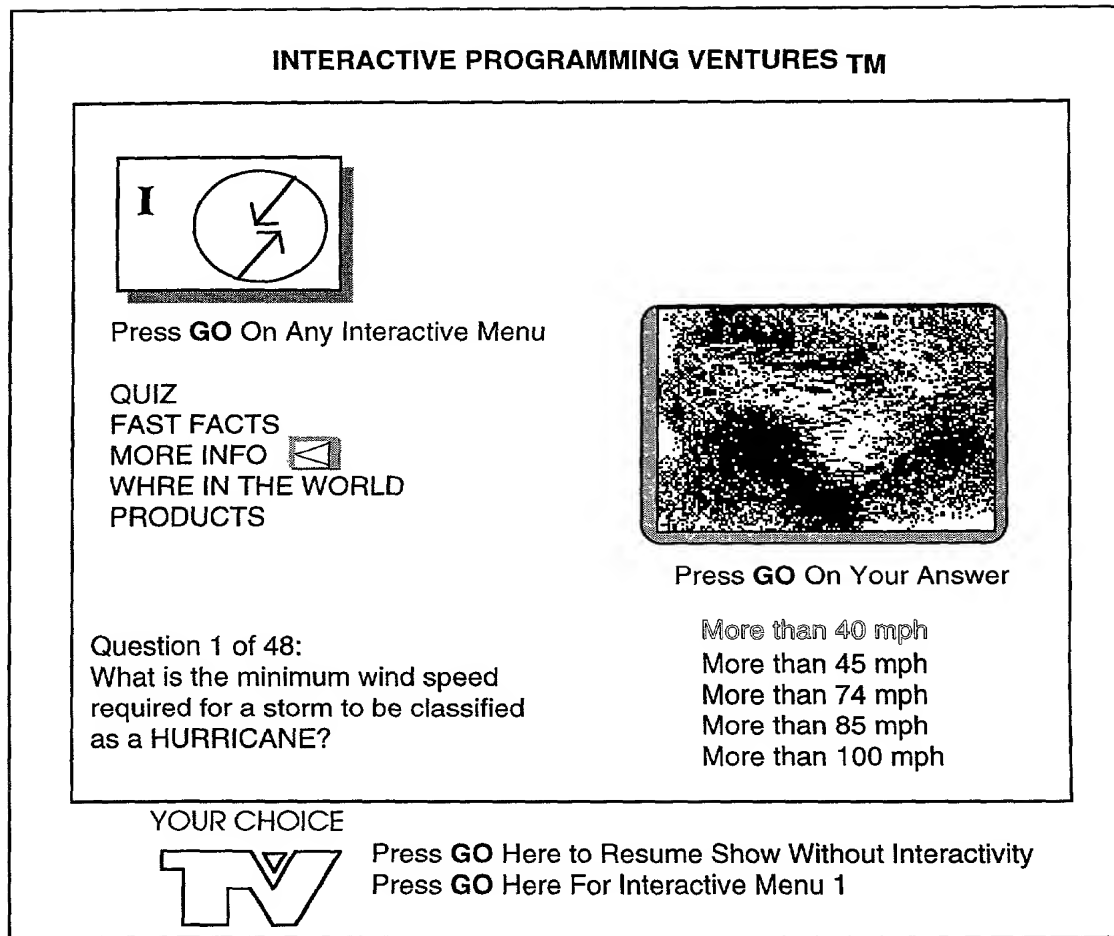 INTERACTIVE PROGRAMMING VENTURES TM
I
Press GO On Any Interactive Menu
QUIZ
FAST FACTS
MORE INFO
WHRE IN THE WORLD
PRODUCTS
Question 1 of 48:
What is the minimum wind speed
required for a storm to be classified
as a HURRICANE?
Press GO On Your Answer
More than 40 mph
More than 45 mph
More than 74 mph
More than 85 mph
More than 100 mph
YOUR CHOICE
TV
Press GO Here to Resume Show Without Interactivity
Press GO Here For Interactive Menu 1